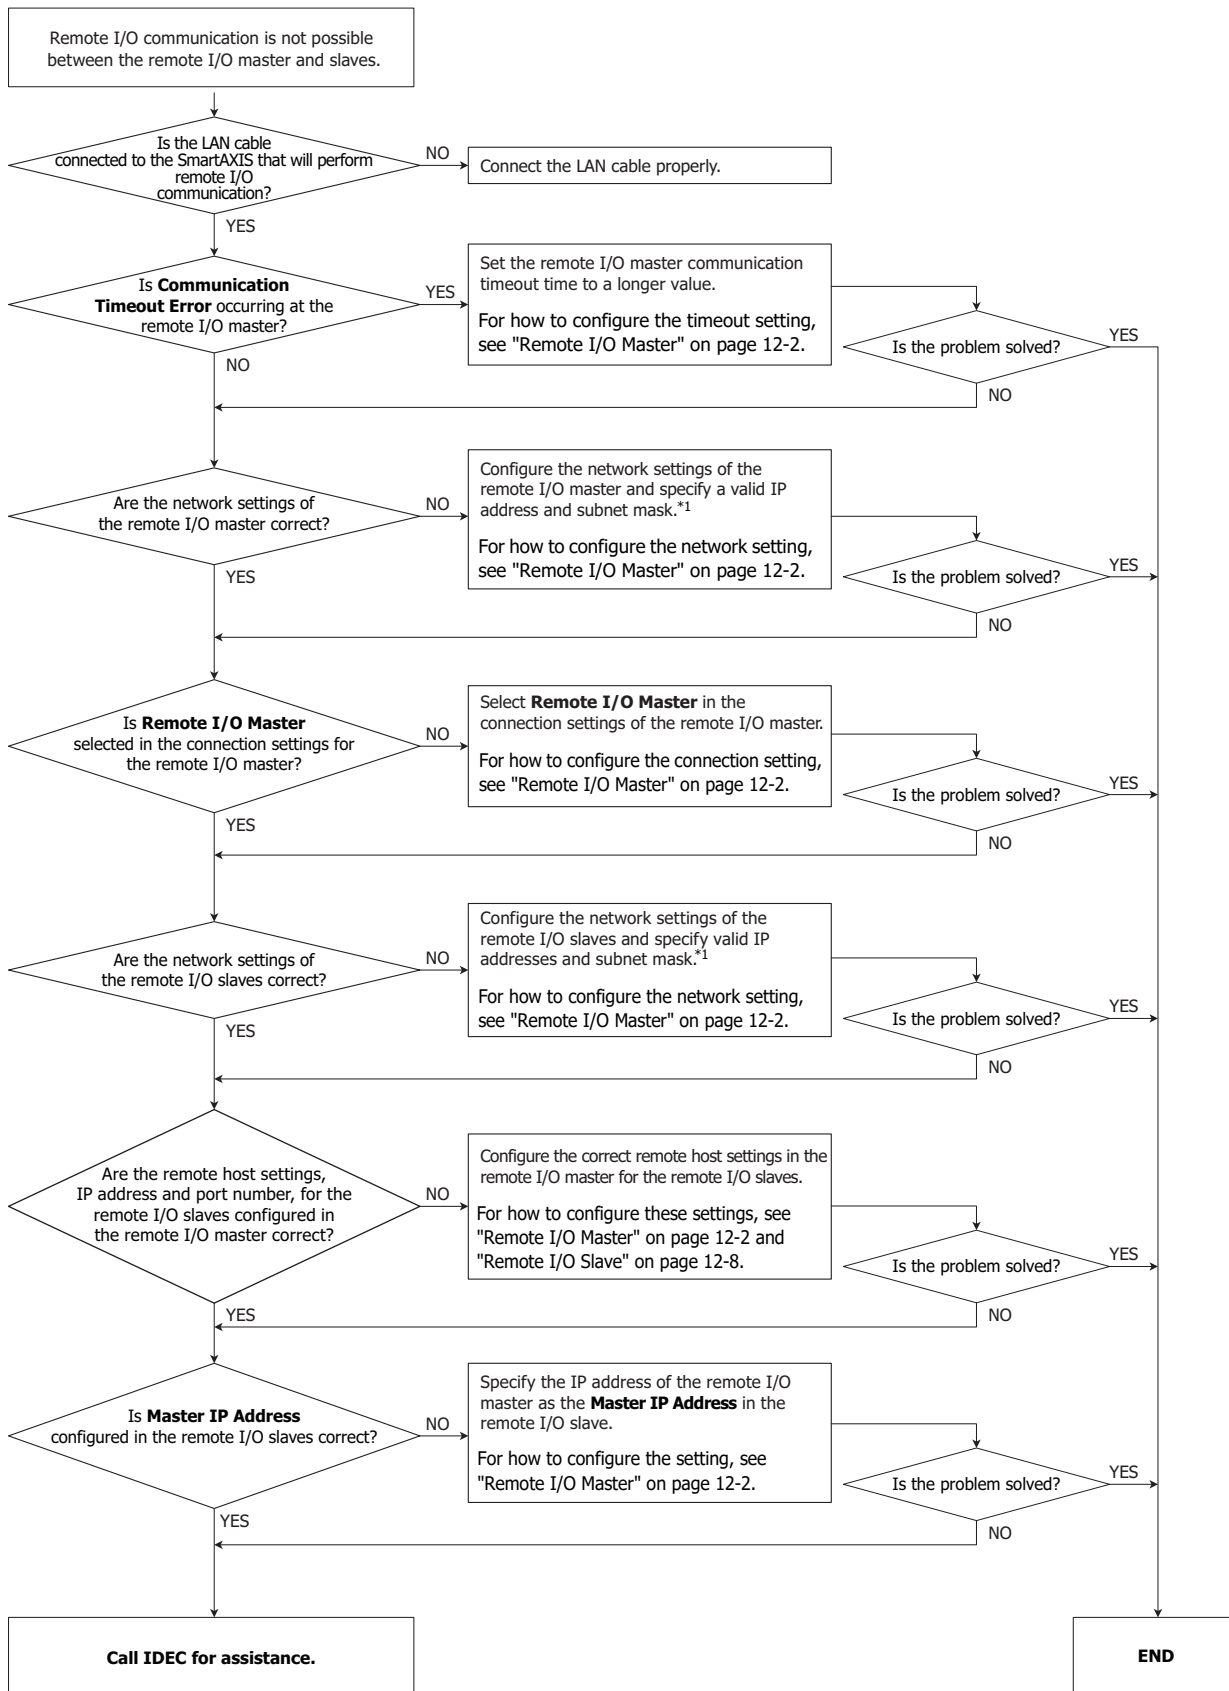 Remote I/O communication is not possible
between the remote I/O master and slaves.
Is the LAN cable
connected to the SmartAXIS that will perform
remote I/O
communication?
NO
Connect the LAN cable properly.
YES
Is Communication
Timeout Error occurring at the
remote I/O master?
YES
Set the remote I/O master communication
timeout time to a longer value.
For how to configure the timeout setting,
see "Remote I/O Master" on page 12-2.
Is the problem solved?
YES
NO
NO
Are the network settings of
the remote I/O master correct?
NO
Configure the network settings of the
remote I/O master and specify a valid IP
address and subnet mask.*1
For how to configure the network setting,
see "Remote I/O Master" on page 12-2.
Is the problem solved?
YES
YES
NO
Is Remote I/O Master
selected in the connection settings for
the remote I/O master?
NO
Select Remote I/O Master in the
connection settings of the remote I/O master.
For how to configure the connection setting,
see "Remote I/O Master" on page 12-2.
Is the problem solved?
YES
YES
NO
Are the network settings of
the remote I/O slaves correct?
NO
Configure the network settings of the
remote I/O slaves and specify valid IP
addresses and subnet mask.*1
For how to configure the network setting,
see "Remote I/O Master" on page 12-2.
Is the problem solved?
YES
YES
NO
Are the remote host settings,
IP address and port number, for the
remote I/O slaves configured in
the remote I/O master correct?
NO
Configure the correct remote host settings in the
remote I/O master for the remote I/O slaves.
For how to configure these settings, see
"Remote I/O Master" on page 12-2 and
"Remote I/O Slave" on page 12-8.
Is the problem solved?
YES
YES
NO
Is Master IP Address
configured in the remote I/O slaves correct?
NO
Specify the IP address of the remote I/O
master as the Master IP Address in the
remote I/O slave.
For how to configure the setting, see
"Remote I/O Master" on page 12-2.
Is the problem solved?
YES
YES
NO
Call IDEC for assistance.
END